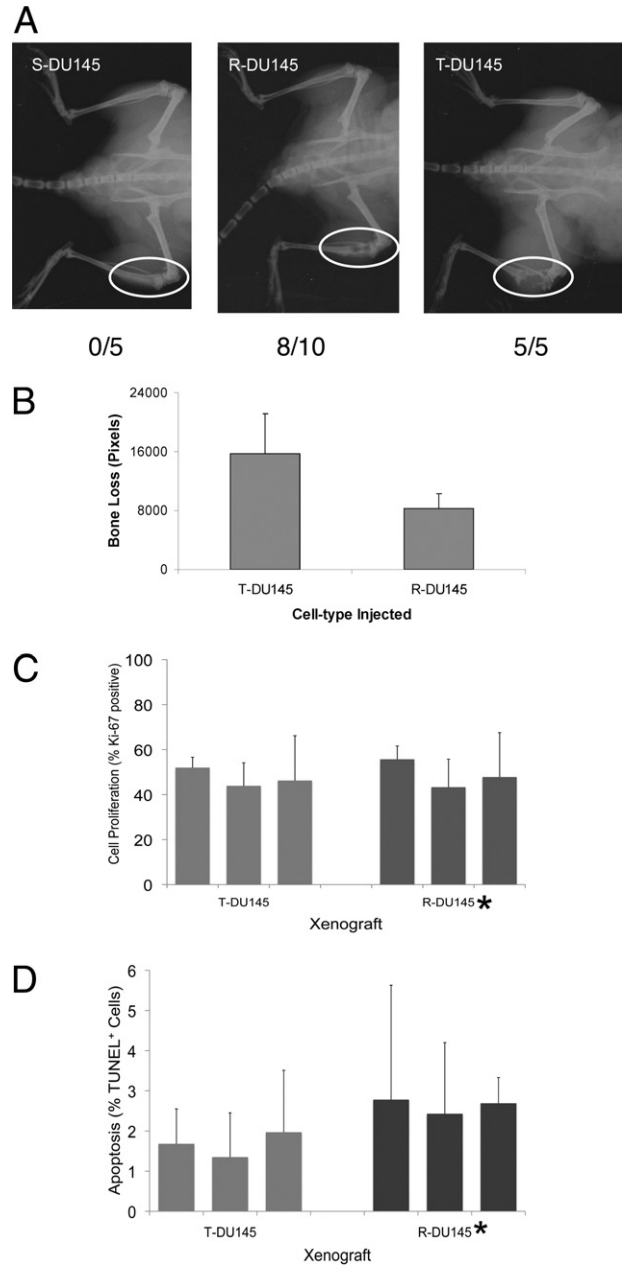 A
S-DU145
R-DU145
T-DU145
0/5
8/10
5/5
B
Bone Loss (Pixels)
24000
16000
8000
0
T-DU145
R-DU145
Cell-type Injected
C
Cell Proliferation (% Ki-67 positive)
100
80
60
40
20
0
T-DU145
R-DU145*
Xenograft
D
Apoptosis (% TUNEL⁺ Cells)
6
5
4
3
2
1
0
T-DU145
R-DU145*
Xenograft